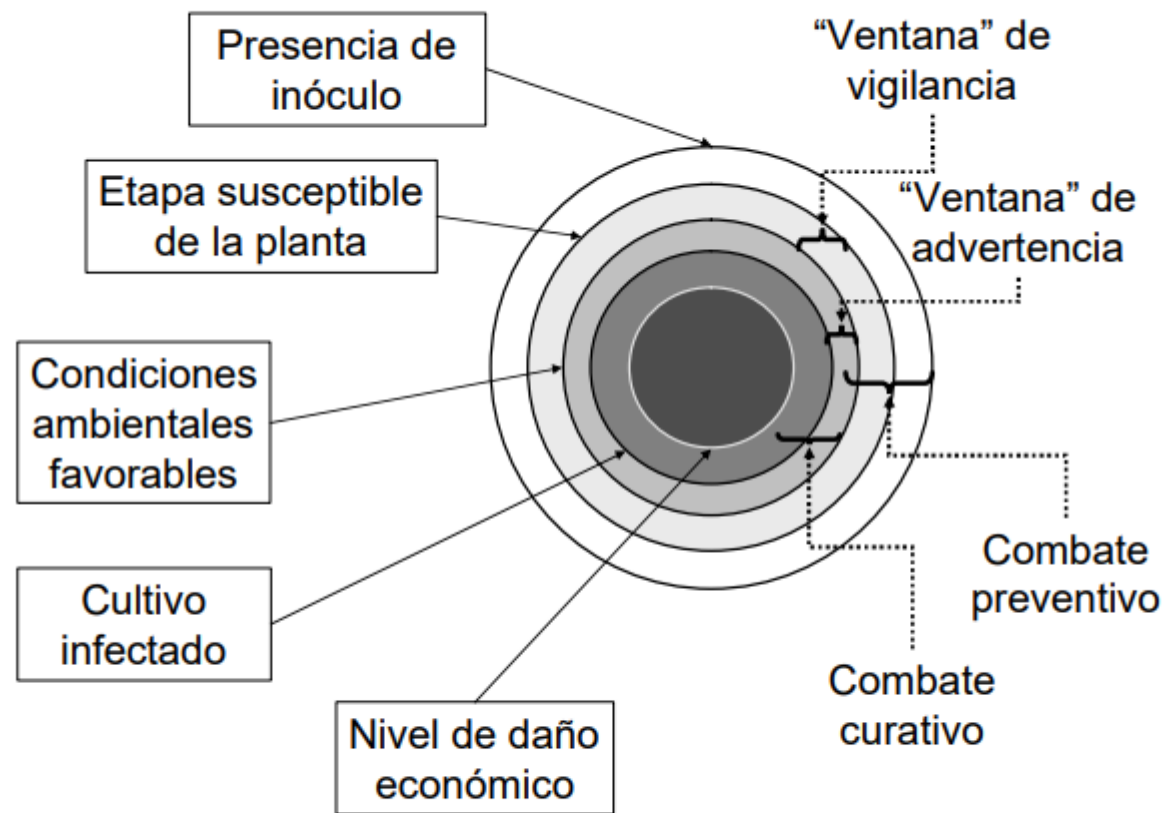 Presencia de
inóculo
“Ventana” de
vigilancia
Etapa susceptible
de la planta
“Ventana” de
advertencia
Condiciones
ambientales
favorables
Cultivo
infectado
Combate
preventivo
Combate
curativo
Nivel de daño
económico